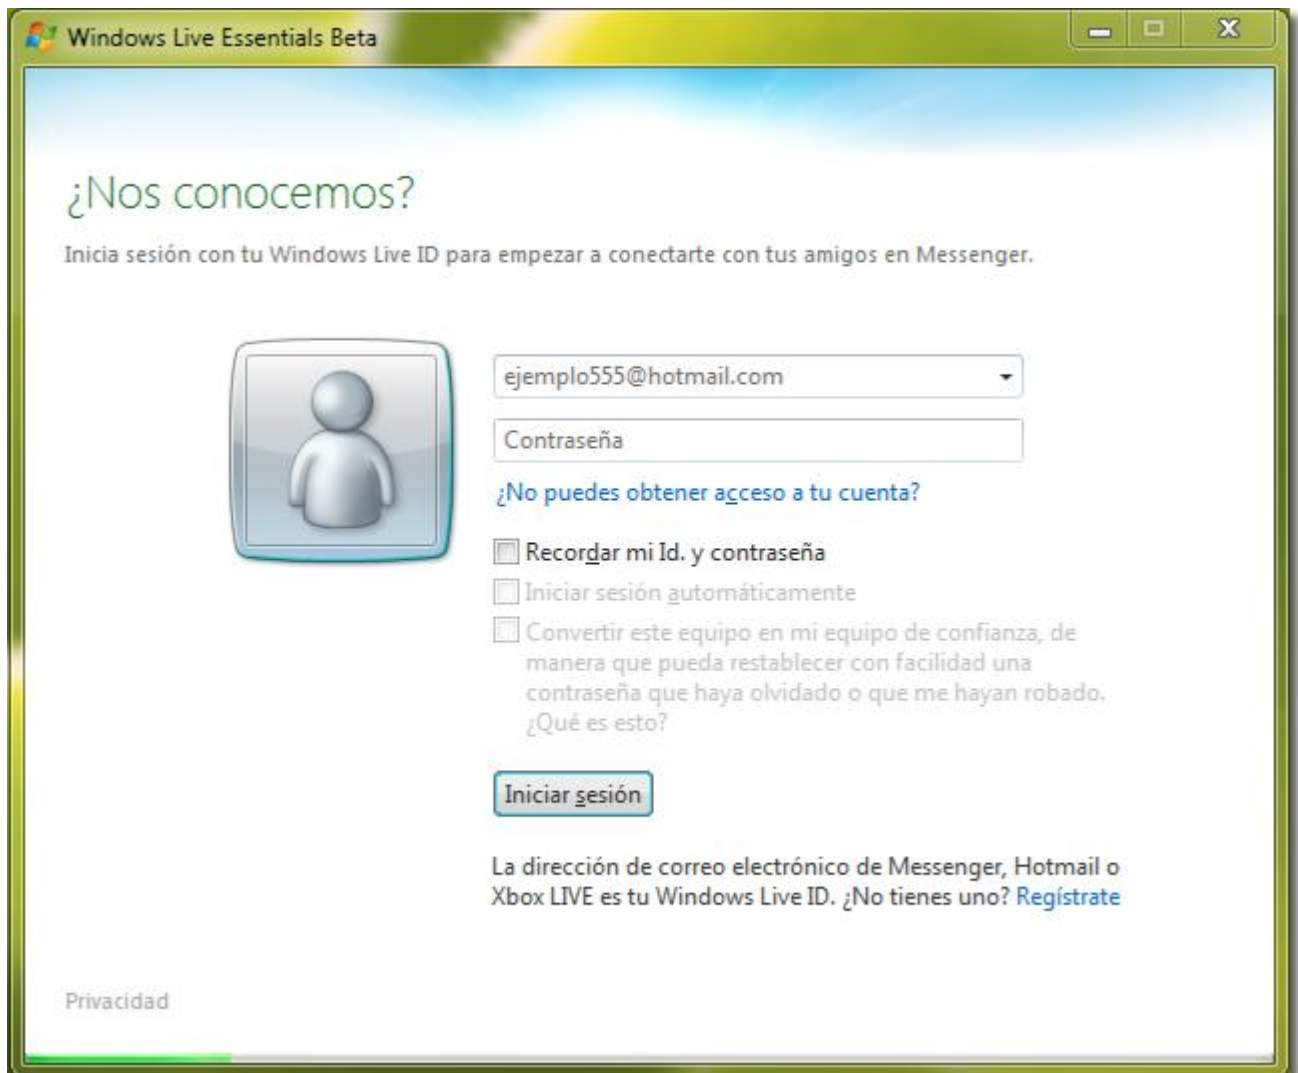 Windows Live Essentials Beta
¿Nos conocemos?
Inicia sesión con tu Windows Live ID para empezar a conectarte con tus amigos en Messenger.
ejemplo555@hotmail.com
Contraseña
¿No puedes obtener acceso a tu cuenta?
Recordar mi Id. y contraseña
Iniciar sesión automáticamente
Convertir este equipo en mi equipo de confianza, de
manera que pueda restablecer con facilidad una
contraseña que haya olvidado o que me hayan robado.
¿Qué es esto?
Iniciar sesión
La dirección de correo electrónico de Messenger, Hotmail o
Xbox LIVE es tu Windows Live ID. ¿No tienes uno? Regístrate
Privacidad